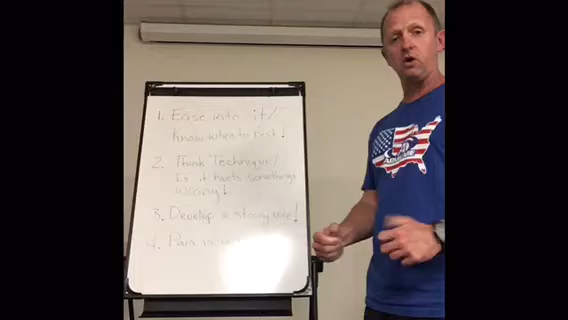 1. Ease into it/
Know when to rest!
2. Think Technique/
If it hurts something's
wrong!
3. Develop a strong core!
4. Pain is